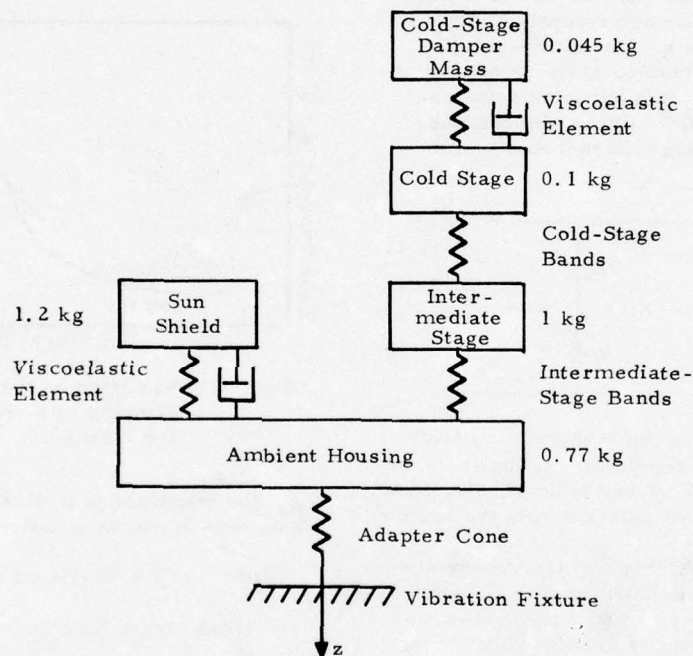 Cold-Stage
Damper
Mass
0.045 kg
Viscoelastic
Element
Cold Stage
0.1 kg
Cold-Stage
Bands
1.2 kg
Sun
Shield
Inter-
mediate
Stage
1 kg
Viscoelastic
Element
Intermediate-
Stage Bands
Ambient Housing
0.77 kg
Adapter Cone
Vibration Fixture
z